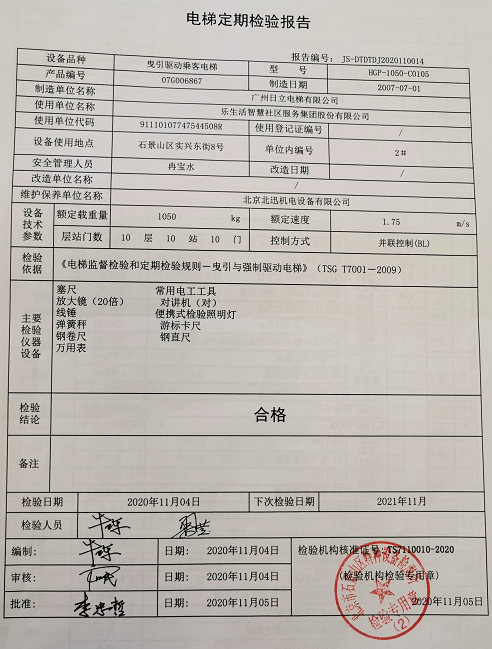 电梯定期检验报告
报告编号：JS-DTDTDJ2020110014
设备品种 曳引驱动乘客电梯 型 号 HGP-1050-C0105
产品编号 07G006867 制造日期 2007-07-01
制造单位名称 广州日立电梯有限公司
使用单位名称 乐生活智慧社区服务集团股份有限公司
使用单位代码 91110107747544508R 使用登记证编号 /
设备使用地点 石景山区实兴东街8号 单位内编号 2#
安全管理人员 冉宝水 改造日期 /
改造单位名称 /
维护保养单位名称 北京北迅机电设备有限公司
设备技术参数 额定载重量 1050 kg 额定速度 1.75 m/s
层站门数 10 层 10 站 10 门 控制方式 并联控制(BL)
检验依据 《电梯监督检验和定期检验规则－曳引与强制驱动电梯》（TSG T7001－2009）
主要检验仪器设备
塞尺 常用电工工具
放大镜（20倍） 对讲机（对）
线锤 便携式检验照明灯
弹簧秤 游标卡尺
钢卷尺 钢直尺
万用表
检验结论 合格
备注
检验日期 2020年11月04日 下次检验日期 2021年11月
检验人员
编制： 日期： 2020年11月04日 检验机构核准证号：TS7110010-2020
审核： 日期： 2020年11月04日 (检验机构检验专用章)
批准： 日期： 2020年11月05日 2020年11月05日
检验专用章
(2)